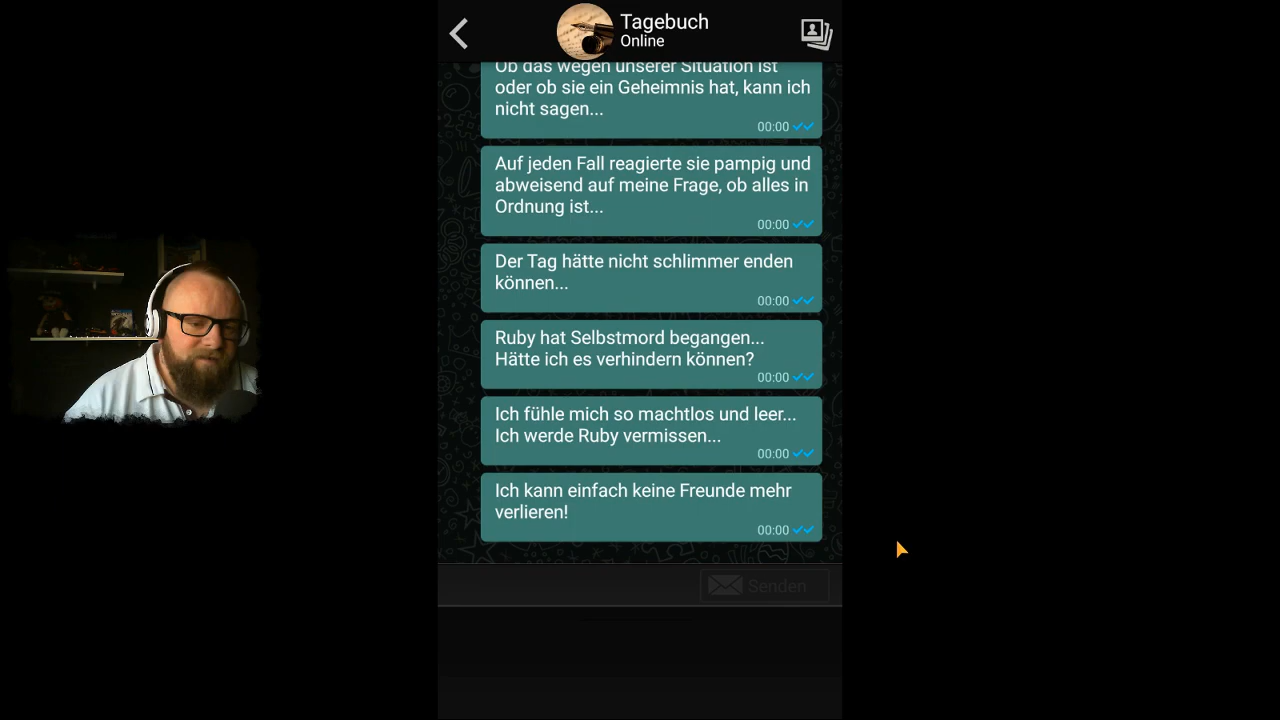 Tagebuch
Online
Ob das wegen unserer Situation ist
oder ob sie ein Geheimnis hat, kann ich
nicht sagen...
00:00
Auf jeden Fall reagierte sie pampig und
abweisend auf meine Frage, ob alles in
Ordnung ist...
00:00
Der Tag hätte nicht schlimmer enden
können...
00:00
Ruby hat Selbstmord begangen...
Hätte ich es verhindern können?
00:00
Ich fühle mich so machtlos und leer...
Ich werde Ruby vermissen...
00:00
Ich kann einfach keine Freunde mehr
verlieren!
00:00
Senden